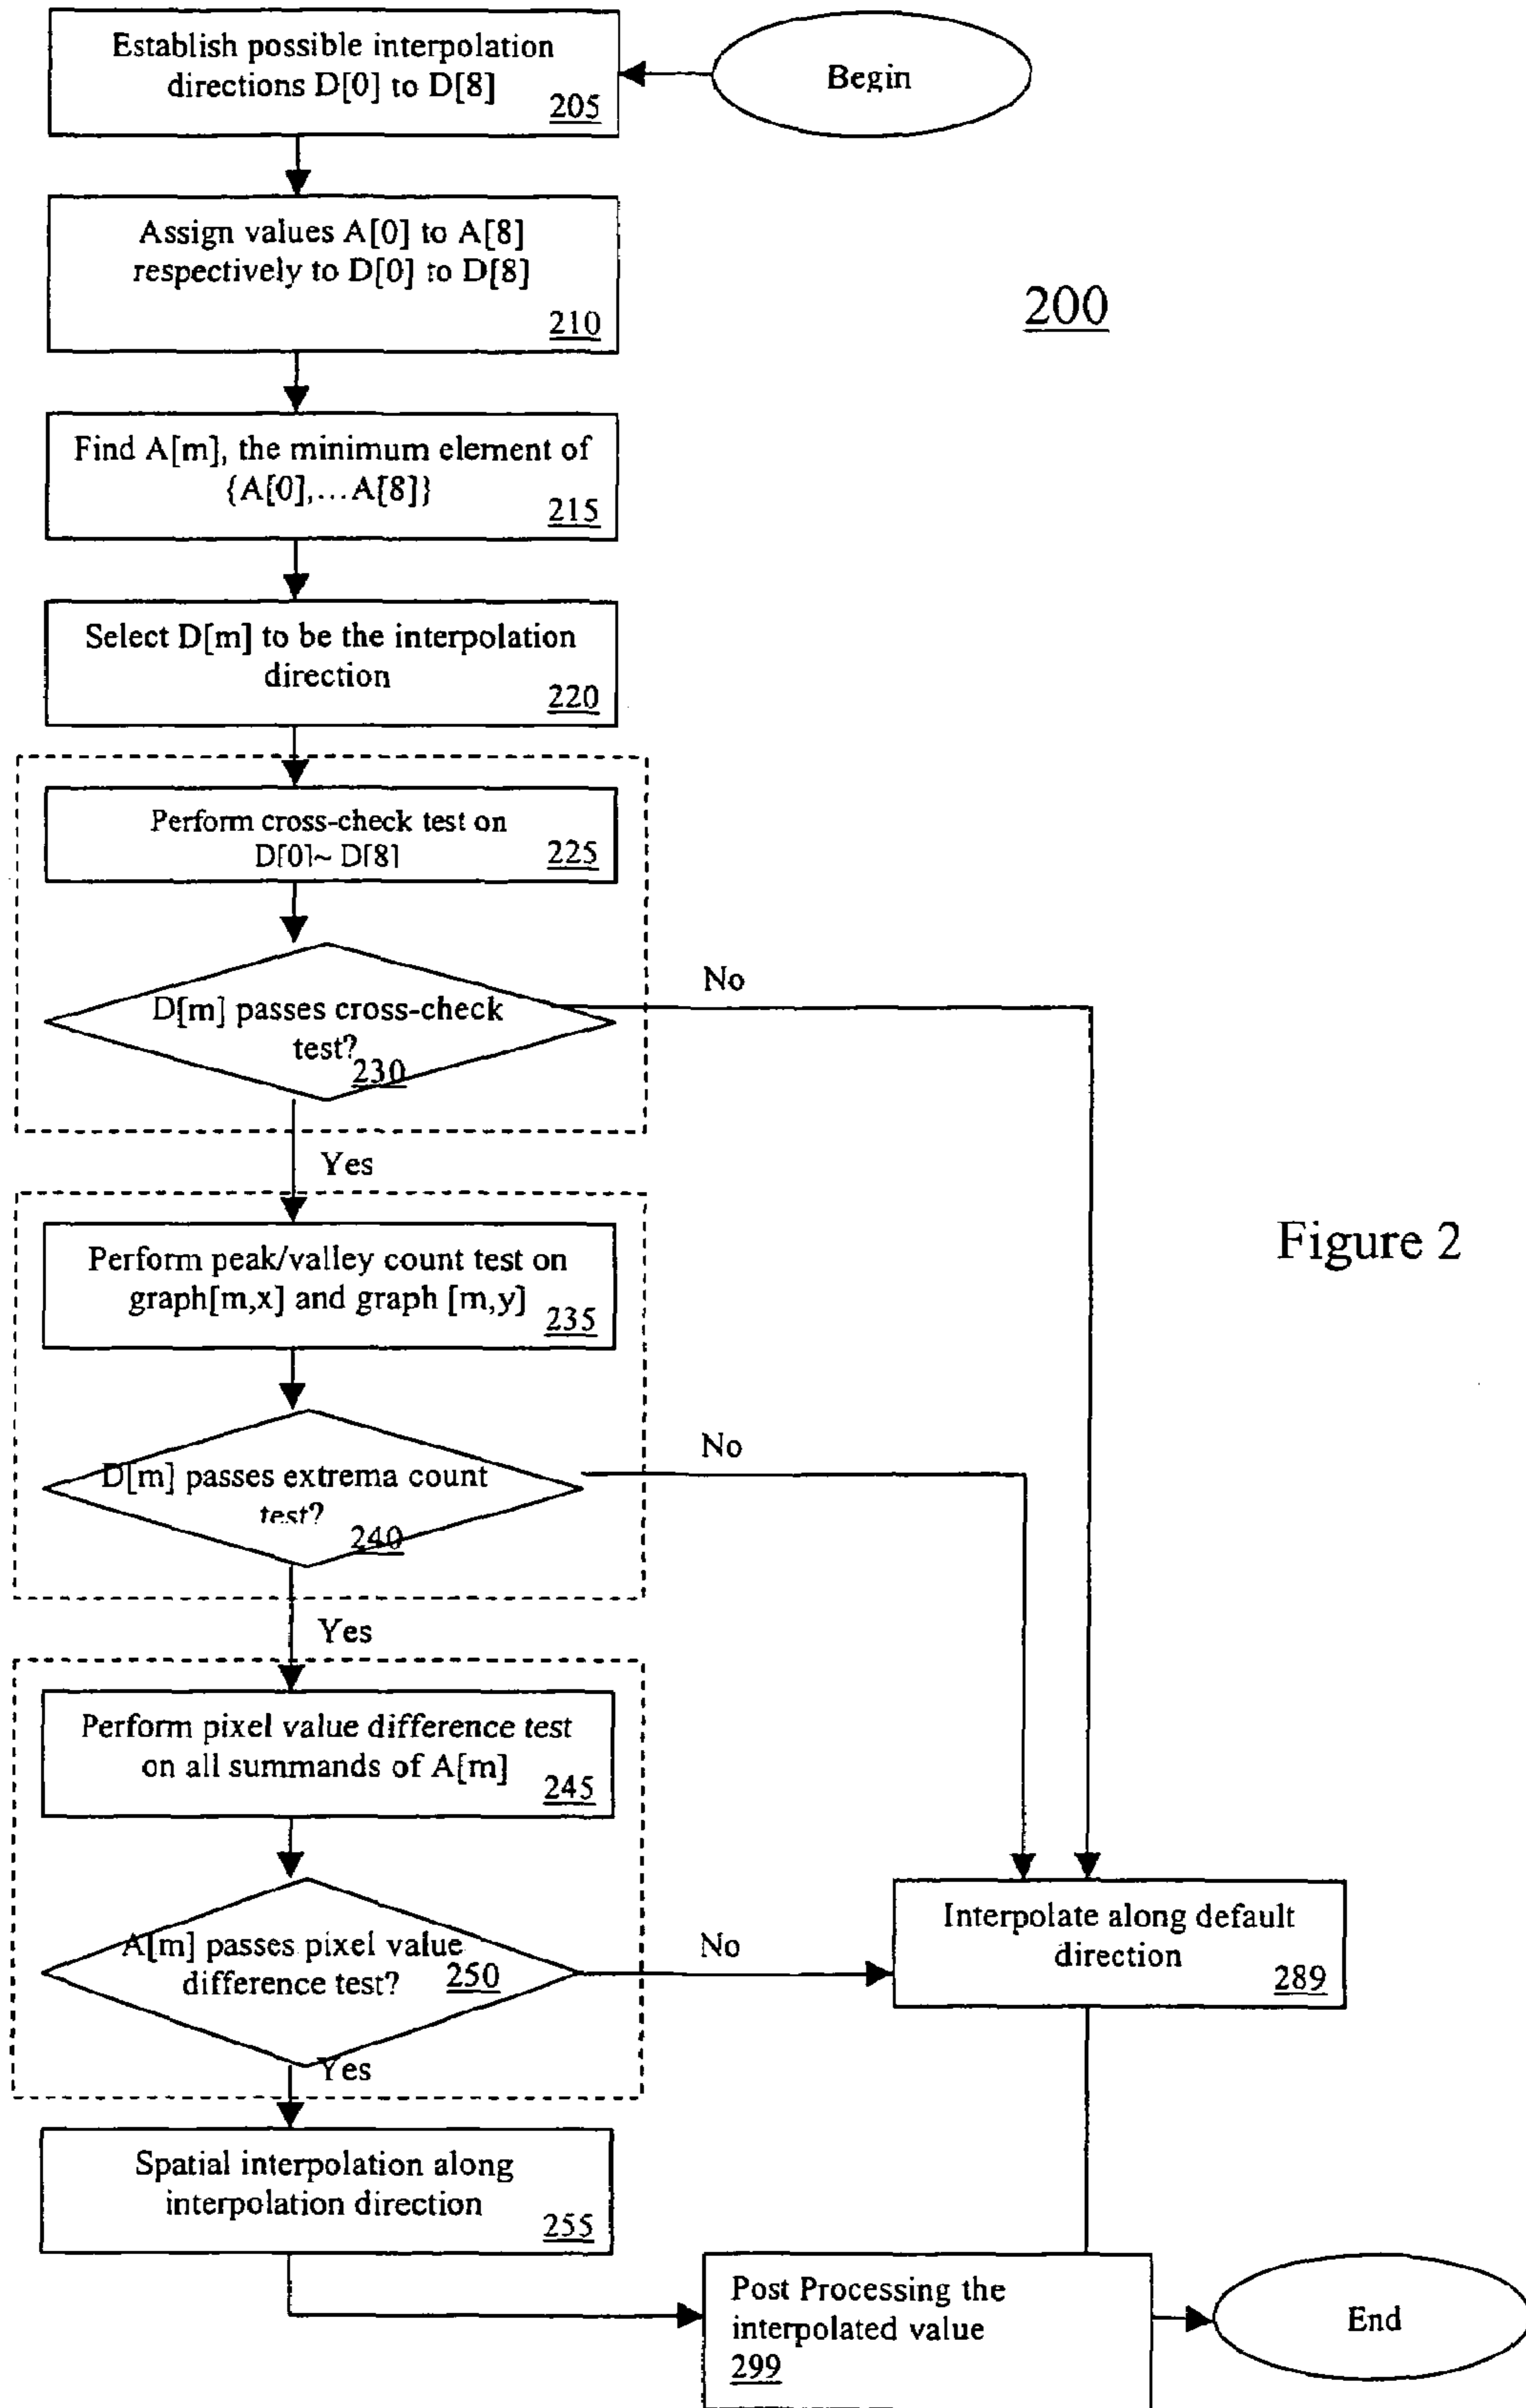 Establish possible interpolation
directions D[0] to D[8]
205
Begin
Assign values A[0] to A[8]
respectively to D[0] to D[8]
210
200
Find A[m], the minimum element of
{A[0],...A[8]}
215
Select D[m] to be the interpolation
direction
220
Perform cross-check test on
D[0]~ D[8]
225
D[m] passes cross-check
test?
230
No
Yes
Perform peak/valley count test on
graph[m,x] and graph [m,y]
235
Figure 2
D[m] passes extrema count
test?
240
No
Yes
Perform pixel value difference test
on all summands of A[m]
245
A[m] passes pixel value
difference test?
250
No
Yes
Interpolate along default
direction
289
Spatial interpolation along
interpolation direction
255
Post Processing the
interpolated value
299
End